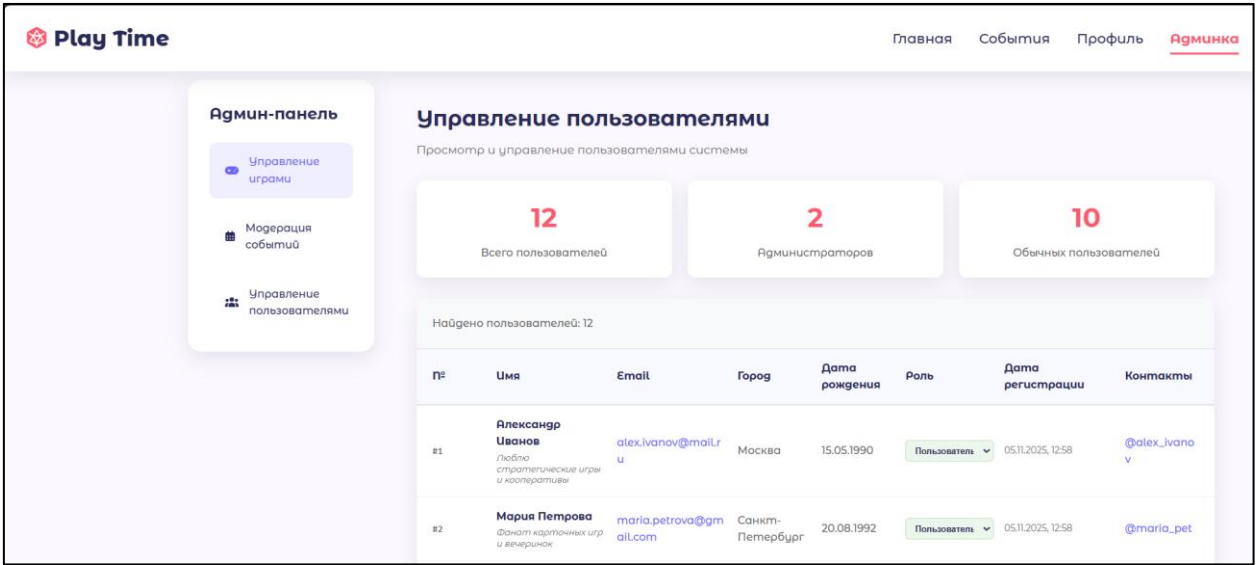 Play Time
Главная События Профиль Админка
Админ-панель
Управление
играми
Модерация
событий
Управление
пользователями
Управление пользователями
Просмотр и управление пользователями системы
12
Всего пользователей
2
Администраторов
10
Обычных пользователей
Найдено пользователей: 12
№ Имя Email Город Дата рождения Роль Дата регистрации Контакты
#1
Александр
Иванов
Люблю
стратегические игры
и кооперативы
alex.ivanov@mail.r
u
Москва
15.05.1990
Пользователь
05.11.2025, 12:58
@alex_ivano
v
#2
Мария Петрова
Фанат карточных игр
и вечеринок
maria.petrova@gm
ail.com
Санкт-
Петербург
20.08.1992
Пользователь
05.11.2025, 12:58
@maria_pet